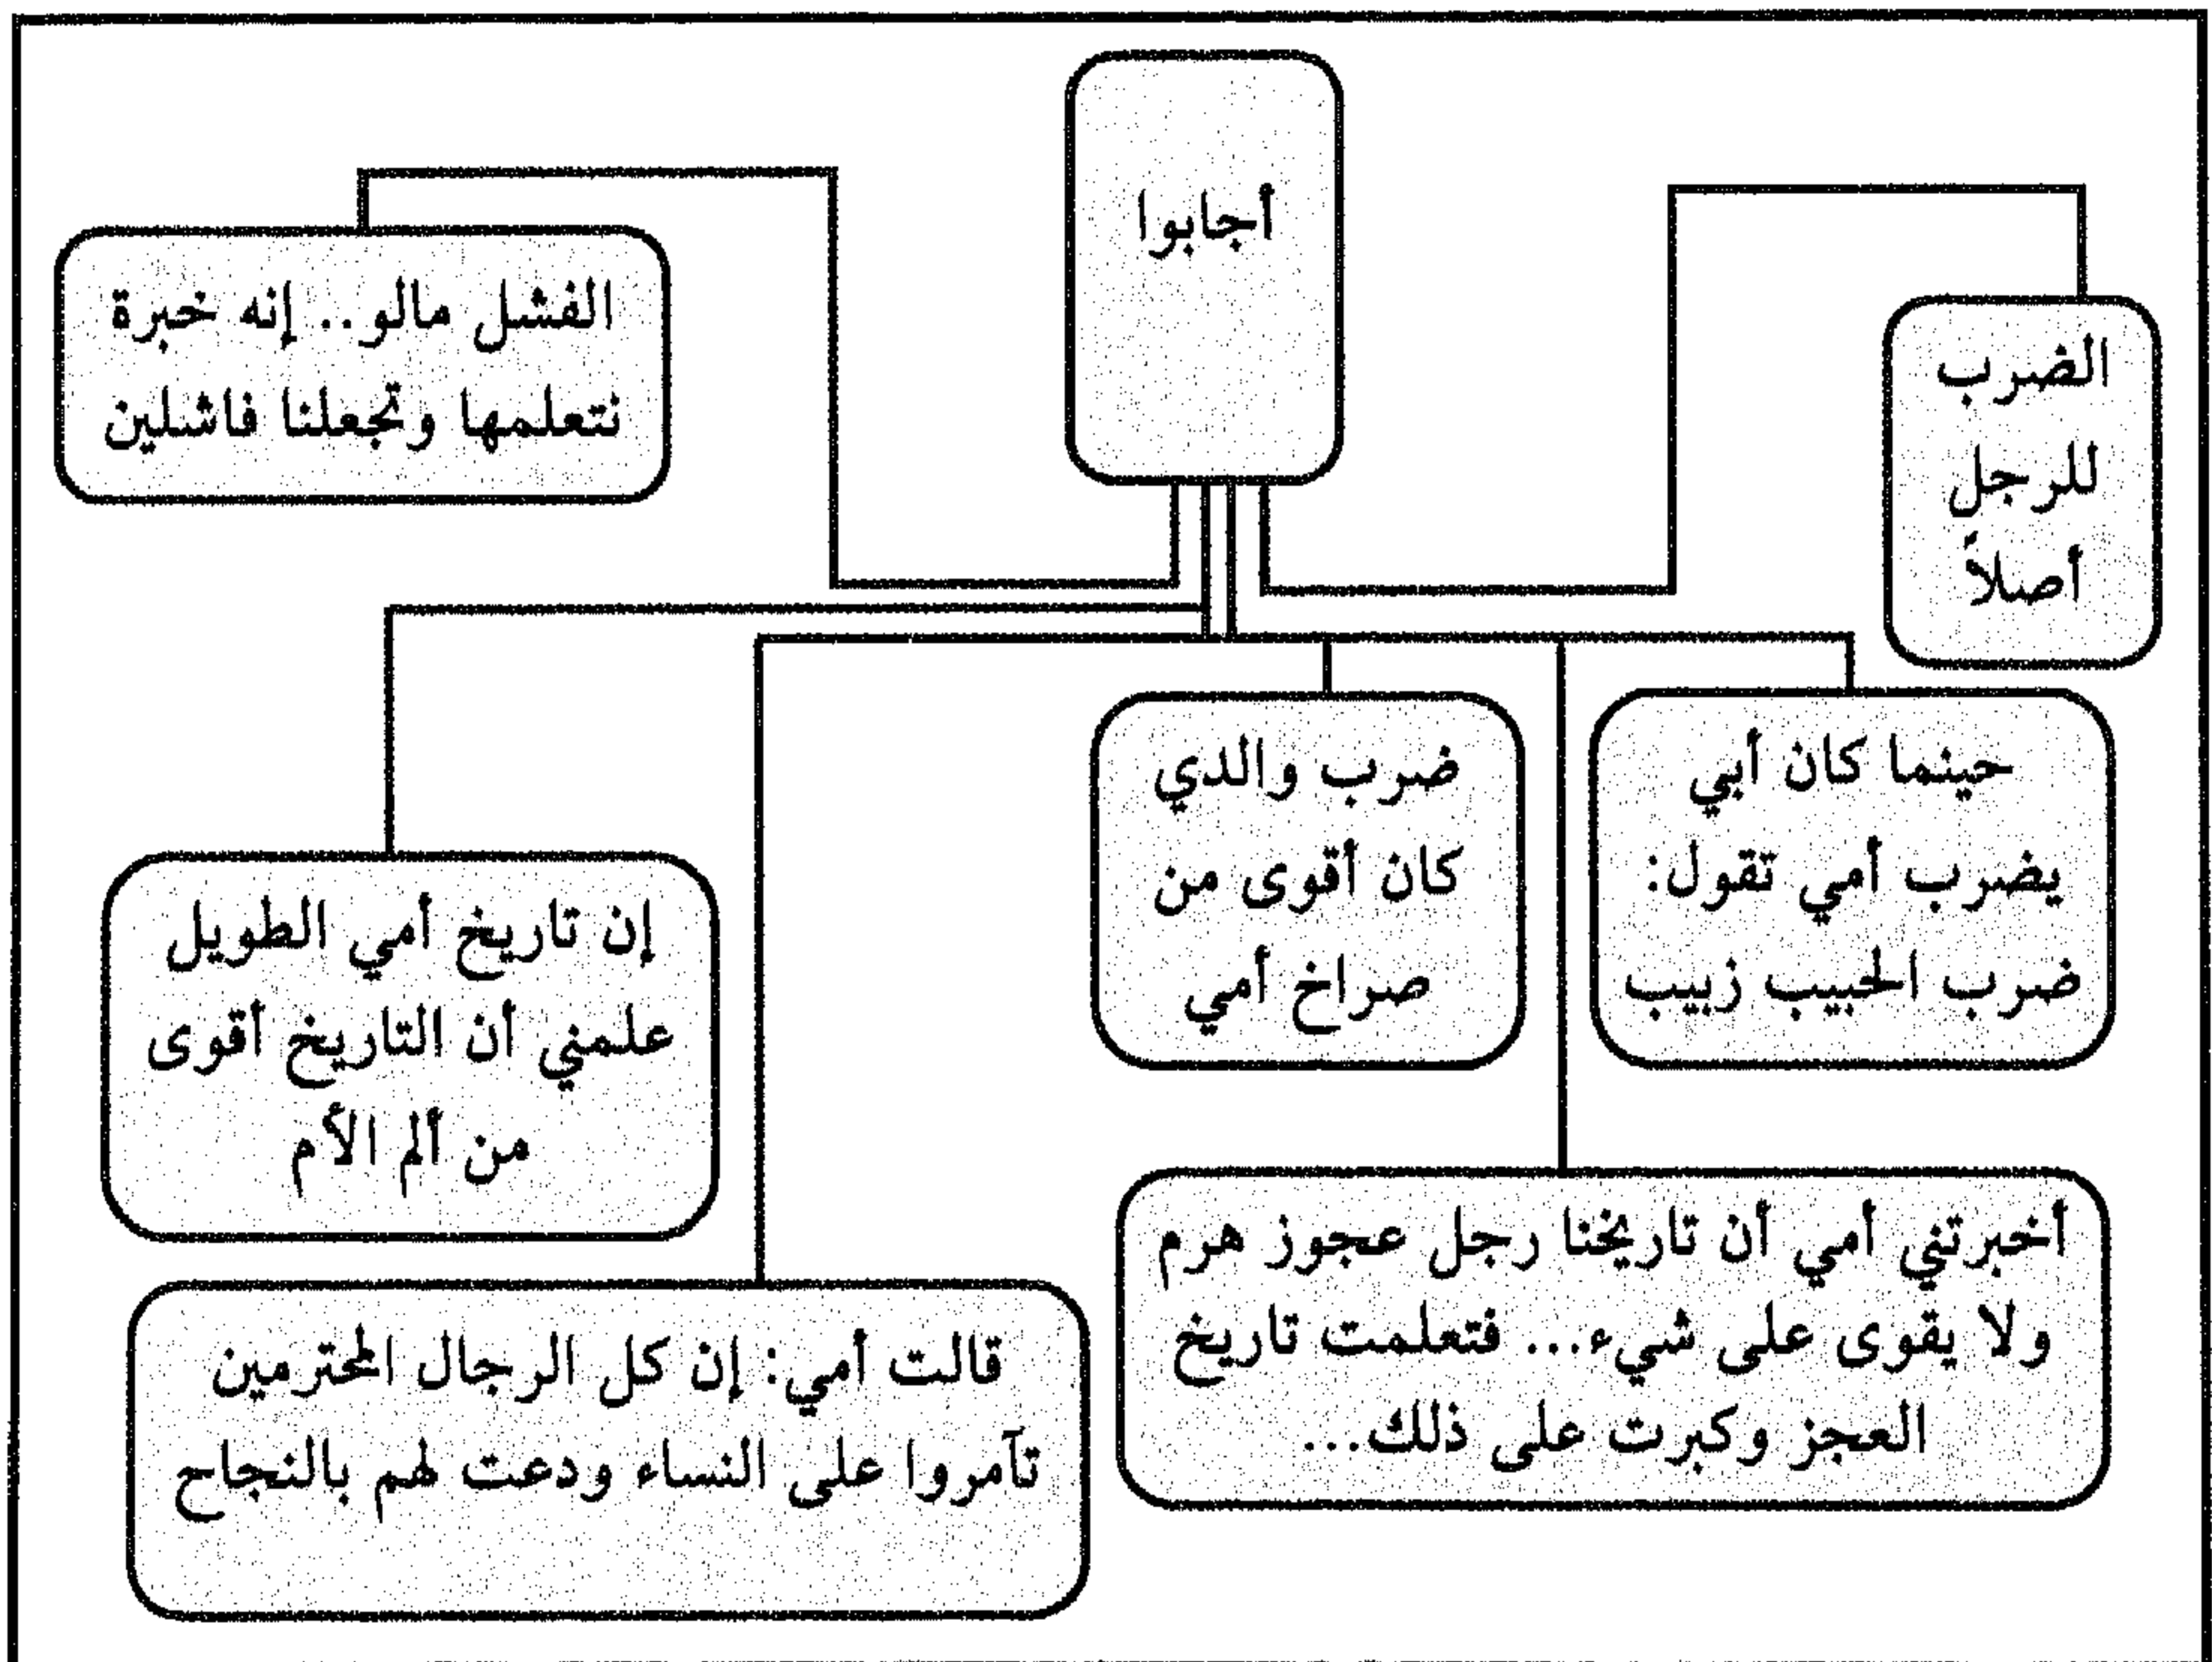 أجابوا
الضرب
للرجل
أصلاً
الفشل مالو.. إنه خبرة
نتعلمها وتجعلنا فاشلين
حينما كان أبي
يضرب أمي تقول:
ضرب الحبيب زبيب
ضرب والدي
كان أقوى من
صراخ أمي
إن تاريخ أمي الطويل
علمني أن التاريخ أقوى
من ألم الأم
أخبرتني أمي أن تاريخنا رجل عجوز هرم
ولا يقوى على شيء... فتعلمت تاريخ
العجز وكبرت على ذلك...
قالت أمي: إن كل الرجال المحترمين
تآمروا على النساء ودعت لهم بالنجاح